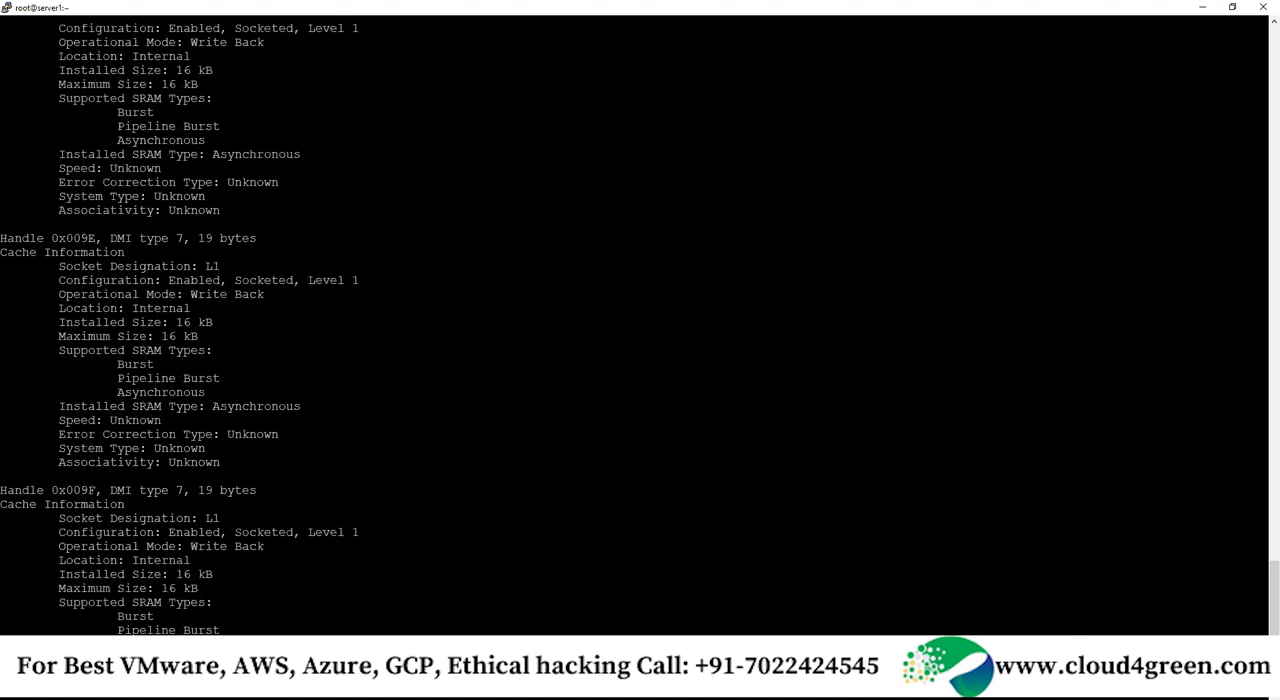 root@server1:~
Configuration: Enabled, Socketed, Level 1
Operational Mode: Write Back
Location: Internal
Installed Size: 16 kB
Maximum Size: 16 kB
Supported SRAM Types:
Burst
Pipeline Burst
Asynchronous
Installed SRAM Type: Asynchronous
Speed: Unknown
Error Correction Type: Unknown
System Type: Unknown
Associativity: Unknown
Handle 0x009E, DMI type 7, 19 bytes
Cache Information
Socket Designation: L1
Configuration: Enabled, Socketed, Level 1
Operational Mode: Write Back
Location: Internal
Installed Size: 16 kB
Maximum Size: 16 kB
Supported SRAM Types:
Burst
Pipeline Burst
Asynchronous
Installed SRAM Type: Asynchronous
Speed: Unknown
Error Correction Type: Unknown
System Type: Unknown
Associativity: Unknown
Handle 0x009F, DMI type 7, 19 bytes
Cache Information
Socket Designation: L1
Configuration: Enabled, Socketed, Level 1
Operational Mode: Write Back
Location: Internal
Installed Size: 16 kB
Maximum Size: 16 kB
Supported SRAM Types:
Burst
Pipeline Burst
For Best VMware, AWS, Azure, GCP, Ethical hacking Call: +91-7022424545 www.cloud4green.com